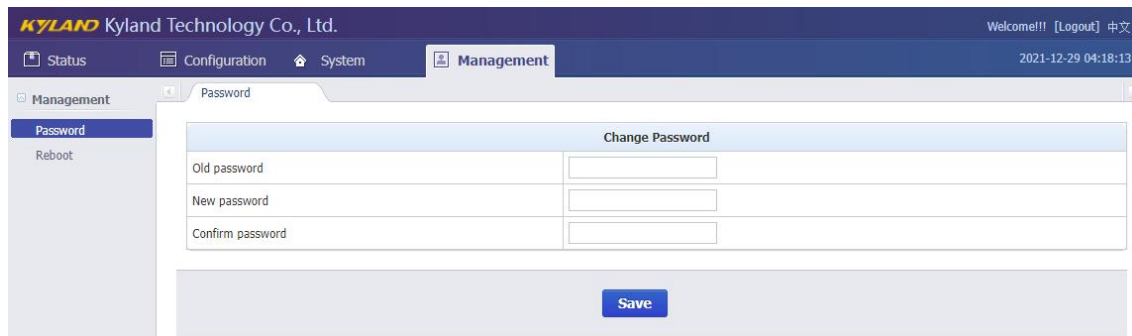 KYLAND Kyland Technology Co., Ltd.
Welcome!!! [Logout] 中文
Status Configuration System Management
2021-12-29 04:18:13
Management
Password
Reboot
Password
Change Password
Old password
New password
Confirm password
Save